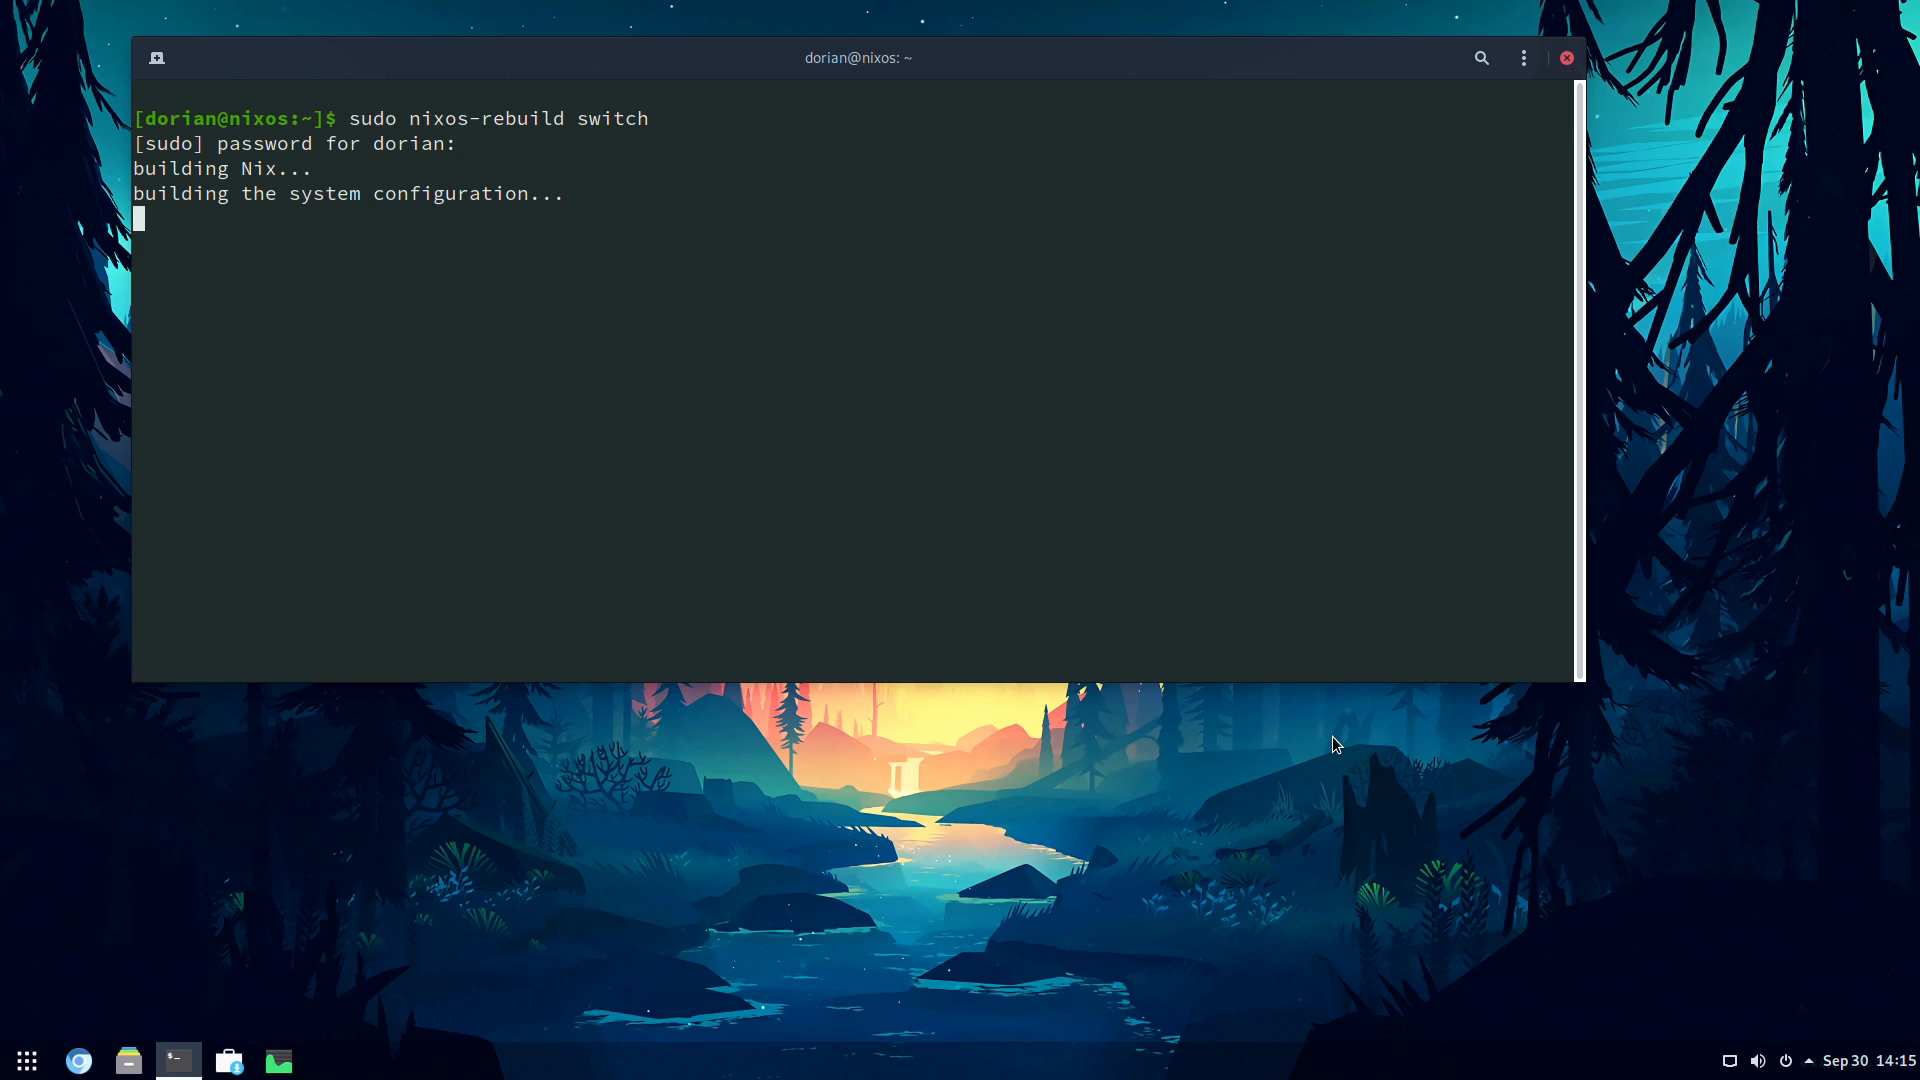 dorian@nixos: ~
[dorian@nixos:~]$ sudo nixos-rebuild switch
[sudo] password for dorian:
building Nix...
building the system configuration...
$_
Sep 30 14:15